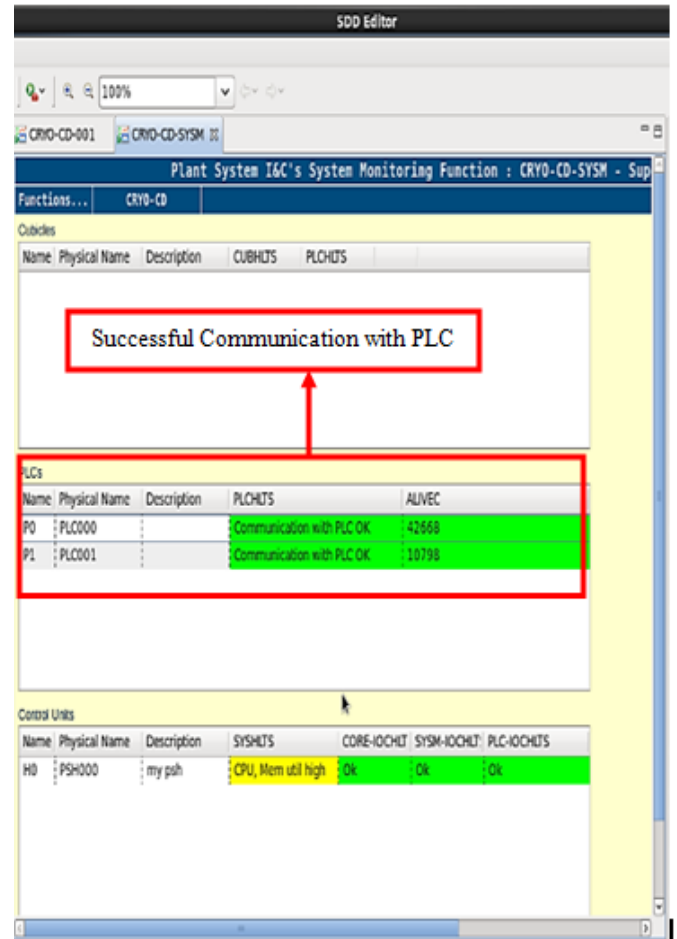 SDD Editor
100%
CRYO-CD-001 CRYO-CD-SYSM
Plant System I&C's System Monitoring Function : CRYO-CD-SYSM - Sup
Functions... CRYO-CD
Cubicles
Name Physical Name Description CUBHLTS PLCHLTS
Successful Communication with PLC
PLCs
Name Physical Name Description PLCHLTS ALIVEC
P0 PLC000 Communication with PLC OK 42668
P1 PLC001 Communication with PLC OK 10798
Control Units
Name Physical Name Description SYSHLTS CORE-IOCHLT SYSM-IOCHLT: PLC-IOCHLTS
H0 PSH000 my psh CPU, Mem util high Ok Ok Ok